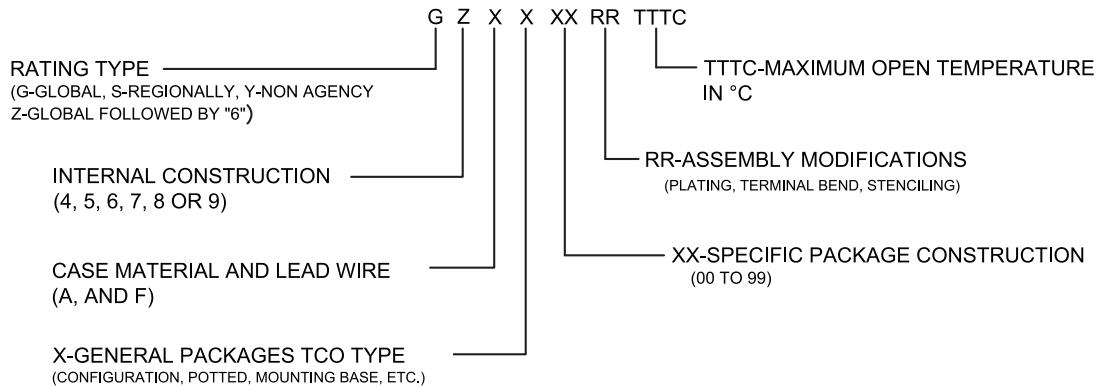 G Z X X XX RR TTTC
RATING TYPE
(G-GLOBAL, S-REGIONALLY, Y-NON AGENCY
Z-GLOBAL FOLLOWED BY "6")
INTERNAL CONSTRUCTION
(4, 5, 6, 7, 8 OR 9)
CASE MATERIAL AND LEAD WIRE
(A, AND F)
X-GENERAL PACKAGES TCO TYPE
(CONFIGURATION, POTTED, MOUNTING BASE, ETC.)
TTTC-MAXIMUM OPEN TEMPERATURE
IN °C
RR-ASSEMBLY MODIFICATIONS
(PLATING, TERMINAL BEND, STENCILING)
XX-SPECIFIC PACKAGE CONSTRUCTION
(00 TO 99)